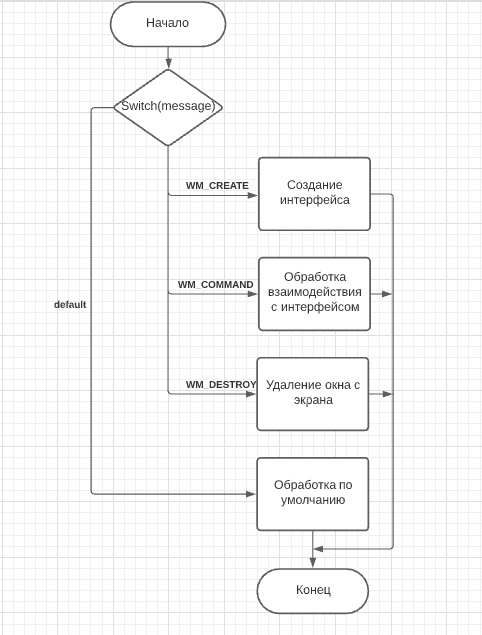 Начало
Switch(message)
WM_CREATE
Создание
интерфейса
WM_COMMAND
Обработка
взаимодействия
с интерфейсом
default
WM_DESTROY
Удаление окна с
экрана
Обработка по
умолчанию
Конец